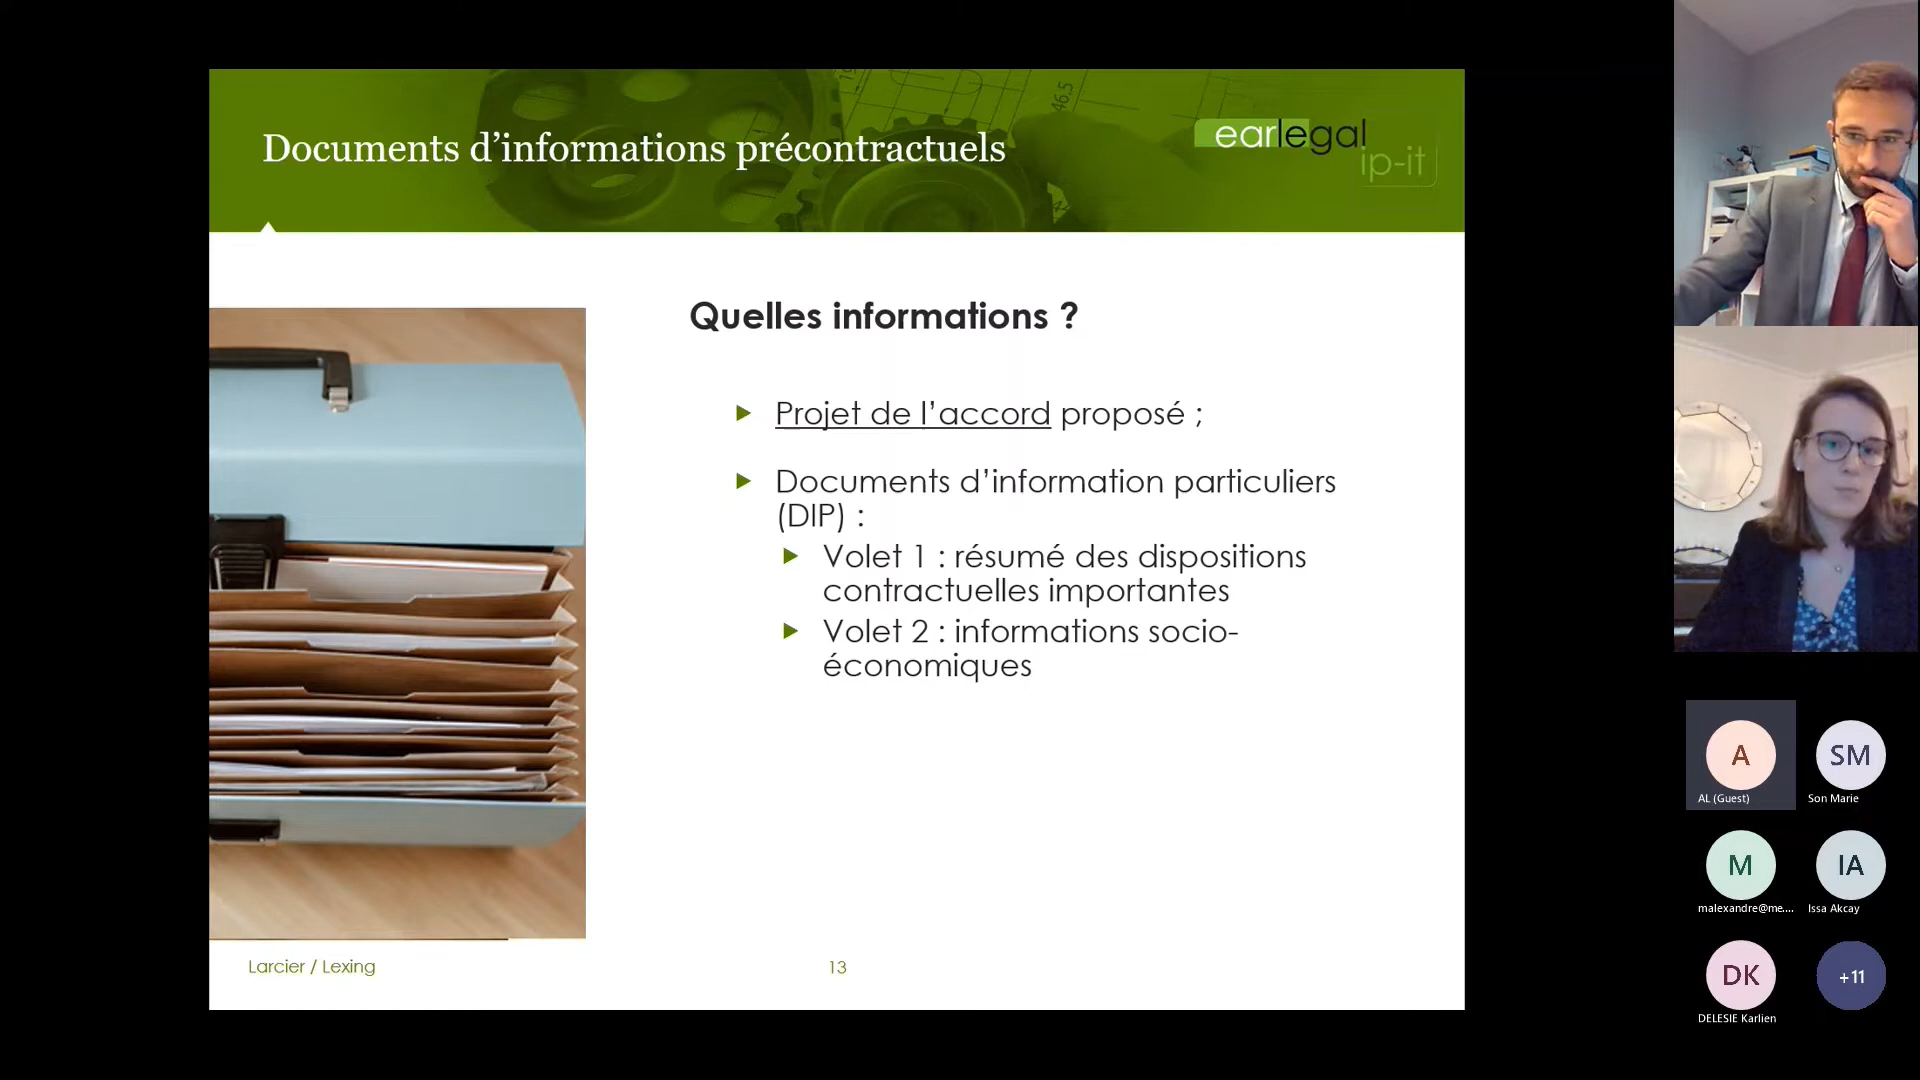 Documents d’informations précontractuels
earlegal
ip-it
46.5
Quelles informations ?
Projet de l’accord proposé ;
Documents d’information particuliers
(DIP) :
Volet 1 : résumé des dispositions
contractuelles importantes
Volet 2 : informations socio-
économiques
Larcier / Lexing
13
A
AL (Guest)
SM
Son Marie
M
malexandre@me....
IA
Issa Akcay
DK
DELESIE Karlien
+11